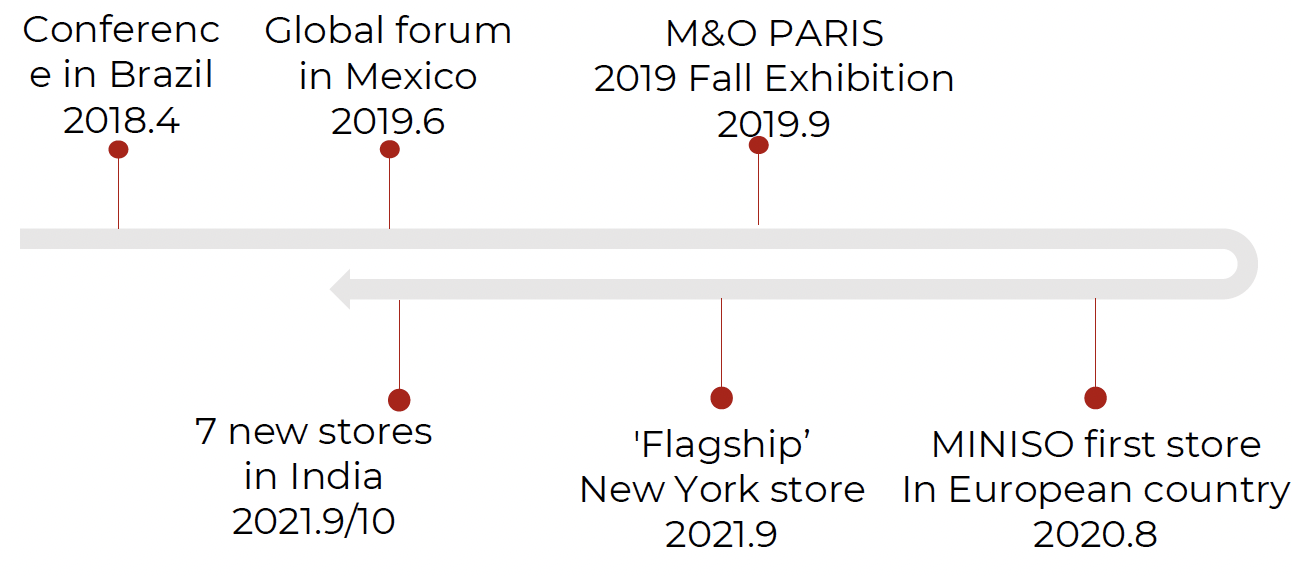 Conferenc
e in Brazil
2018.4
Global forum
in Mexico
2019.6
M&O PARIS
2019 Fall Exhibition
2019.9
7 new stores
in India
2021.9/10
'Flagship’
New York store
2021.9
MINISO first store
In European country
2020.8